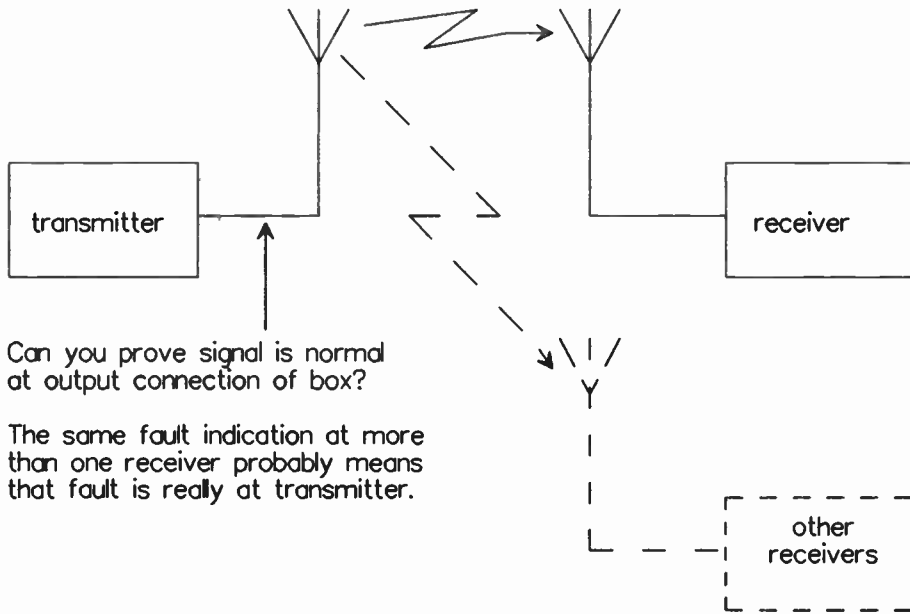 transmitter
receiver
Can you prove signal is normal
at output connection of box?
The same fault indication at more
than one receiver probably means
that fault is really at transmitter.
other
receivers